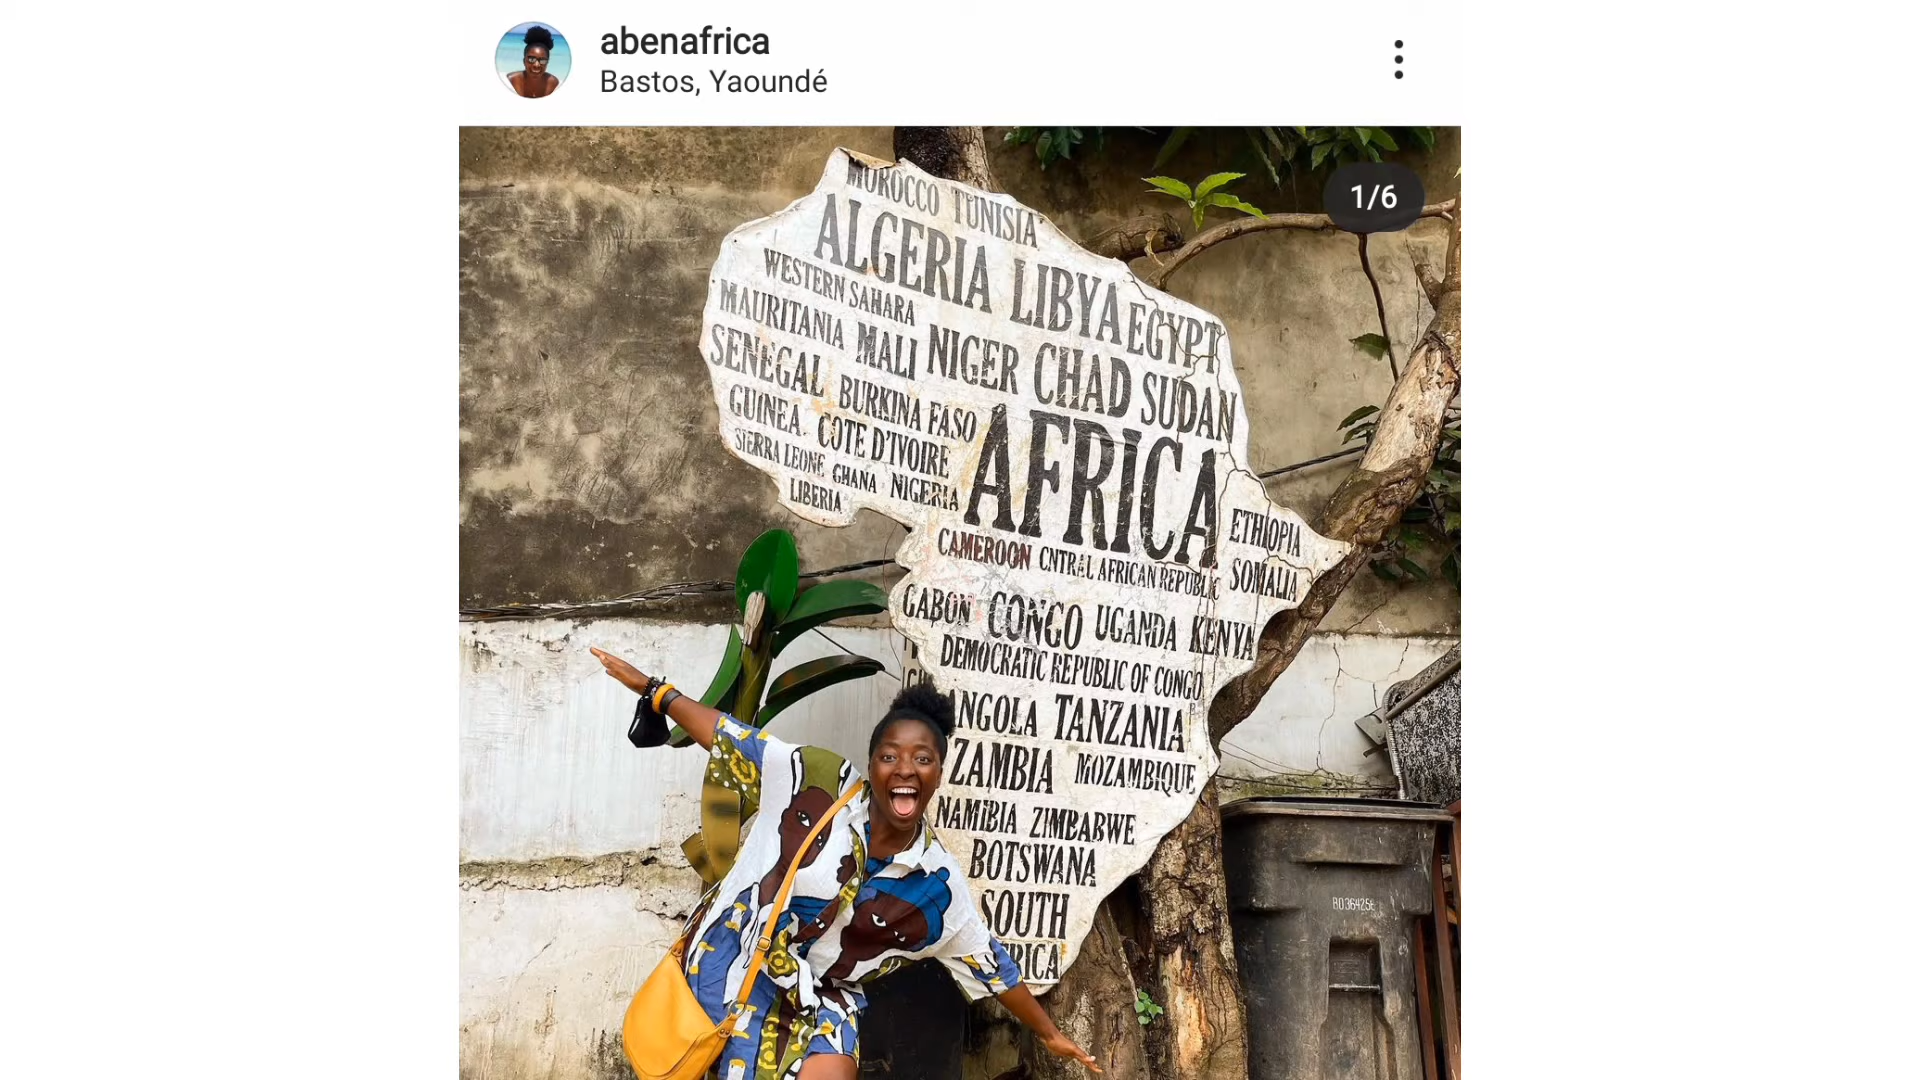 abenafrica
Bastos, Yaoundé
1/6
MOROCCO TUNISIA
ALGERIA LIBYA EGYPT
WESTERN SAHARA
MAURITANIA MALI NIGER CHAD SUDAN
SENEGAL BURKINA FASO
GUINEA COTE D'IVOIRE
AFRICA
SIERRA LEONE GHANA NIGERIA
LIBERIA
ETHIOPIA
CAMEROON CNTRAL AFRICAN REPUBLIC SOMALIA
GABON CONGO UGANDA KENYA
DEMOCRATIC REPUBLIC OF CONGO
NGOLA TANZANIA
ZAMBIA MOZAMBIQUE
NAMIBIA ZIMBABWE
BOTSWANA
SOUTH
RICA